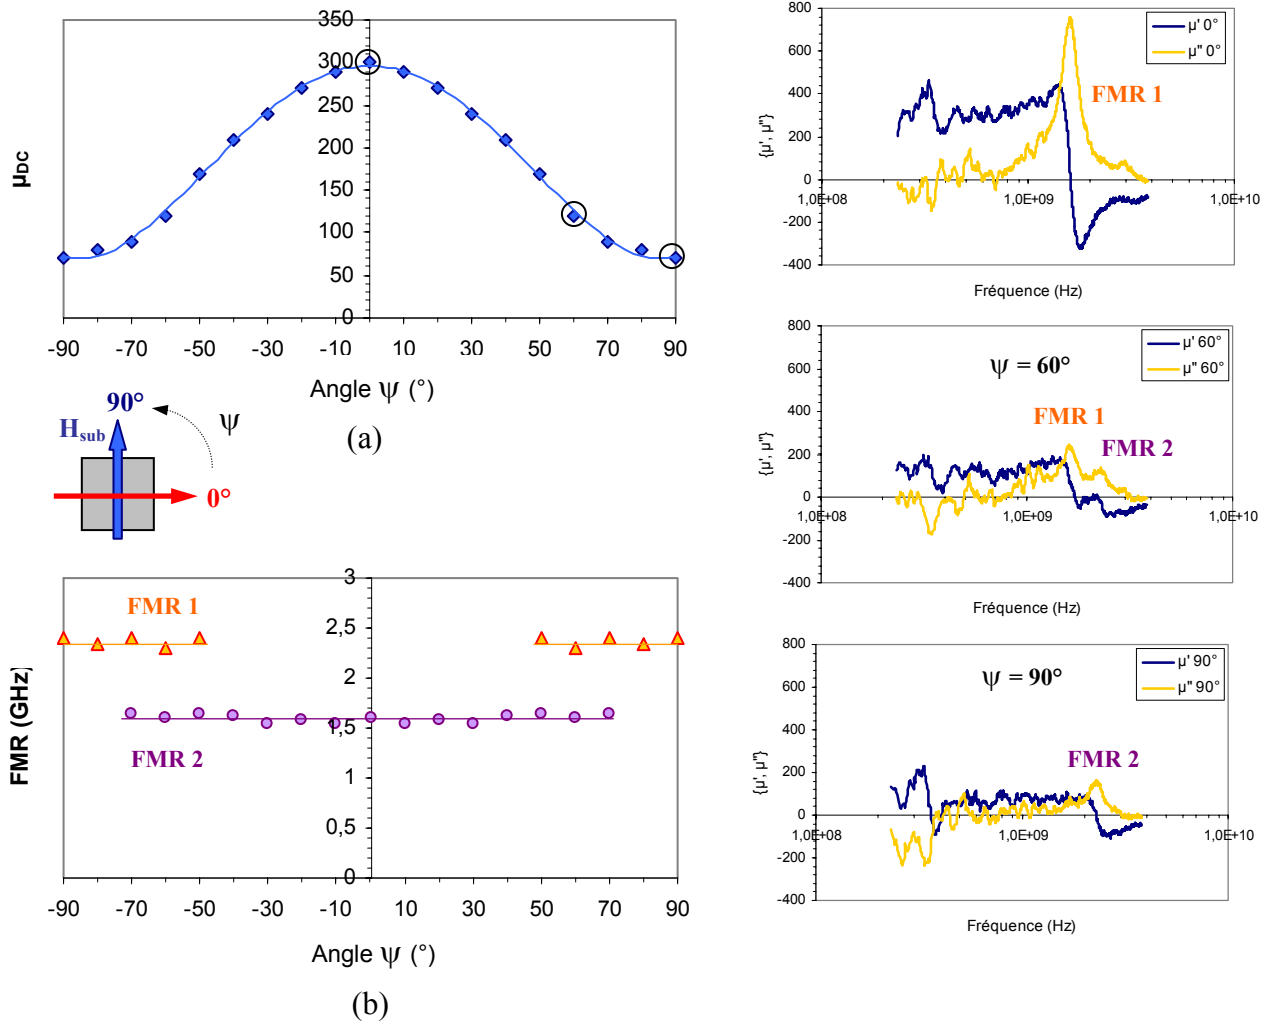 350
300
250
200
150
100
50
0
μDC
-90 -70 -50 -30 -10 10 30 50 70 90
Angle ψ (°)
(a)
90°
Hsub
ψ
0°
3
2,5
2
1,5
1
0,5
0
FMR (GHz)
FMR 1
FMR 2
-90 -70 -50 -30 -10 10 30 50 70 90
Angle ψ (°)
(b)
800
600
400
200
0
-200
-400
{μ', μ"}
μ' 0°
μ" 0°
FMR 1
1,0E+08 1,0E+09 1,0E+10
Fréquence (Hz)
800
600
400
200
0
-200
-400
{μ', μ"}
μ' 60°
μ" 60°
ψ = 60°
FMR 1
FMR 2
1,0E+08 1,0E+09 1,0E+10
Fréquence (Hz)
800
600
400
200
0
-200
-400
{μ', μ"}
μ' 90°
μ" 90°
ψ = 90°
FMR 2
1,0E+08 1,0E+09 1,0E+10
Fréquence (Hz)